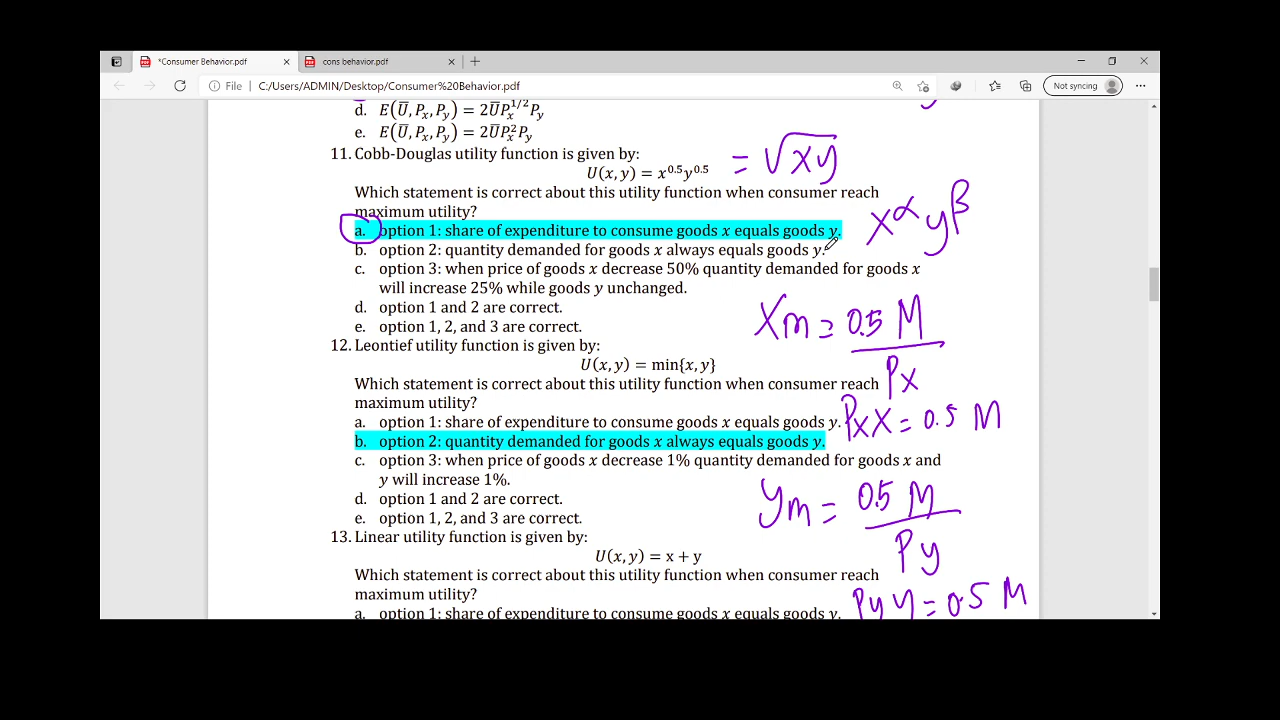 *Consumer Behavior.pdf
cons behavior.pdf
File
C:/Users/ADMIN/Desktop/Consumer%20Behavior.pdf
Not syncing
d. E(U̅, Pₓ, Pᵧ) = 2U̅Pₓ^1/2 Pᵧ
e. E(U̅, Pₓ, Pᵧ) = 2U̅Pₓ^2 Pᵧ
11. Cobb-Douglas utility function is given by:
U(x, y) = x^0.5 y^0.5
= √xy
Which statement is correct about this utility function when consumer reach
maximum utility?
x^α y^β
a. option 1: share of expenditure to consume goods x equals goods y.
b. option 2: quantity demanded for goods x always equals goods y.
c. option 3: when price of goods x decrease 50% quantity demanded for goods x
will increase 25% while goods y unchanged.
d. option 1 and 2 are correct.
e. option 1, 2, and 3 are correct.
Xm = 0.5 M
Px
12. Leontief utility function is given by:
U(x, y) = min{x, y}
Which statement is correct about this utility function when consumer reach
maximum utility?
a. option 1: share of expenditure to consume goods x equals goods y.
PxX = 0.5 M
b. option 2: quantity demanded for goods x always equals goods y.
c. option 3: when price of goods x decrease 1% quantity demanded for goods x and
y will increase 1%.
d. option 1 and 2 are correct.
e. option 1, 2, and 3 are correct.
ym = 0.5 M
Py
13. Linear utility function is given by:
U(x, y) = x + y
Which statement is correct about this utility function when consumer reach
maximum utility?
a. option 1: share of expenditure to consume goods x equals goods y.
Py y = 0.5 M